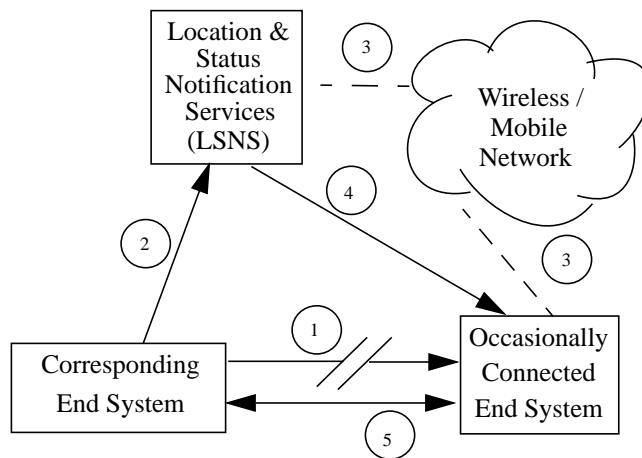 Location &
Status
Notification
Services
(LSNS)
3
Wireless /
Mobile
Network
2
4
3
1
Corresponding
End System
Occasionally
Connected
End System
5